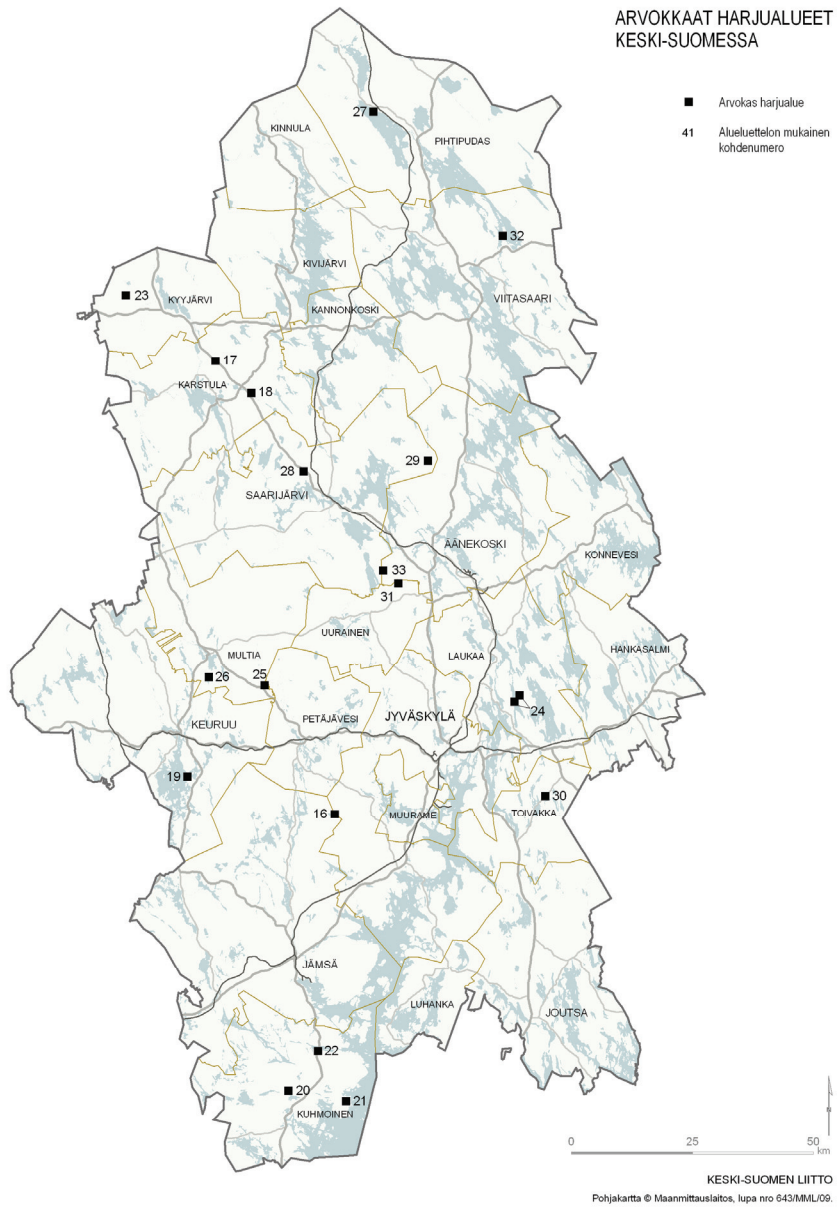 ARVOKKAAT HARJUALUEET
KESKI-SUOMESSA
Arvokas harjualue
41 Alueluettelon mukainen
kohdenumero
27
KINNULA
PIHTIPUDAS
32
KIVIJÄRVI
23
KYYJÄRVI
VIITASAARI
KANNONKOSKI
17
KARSTULA
18
29
28
SAARIJÄRVI
ÄÄNEKOSKI
KONNEVESI
33
31
UURAINEN
HANKASALMI
MULTIA
LAUKAA
26
25
24
KEURUU
PETÄJÄVESI
JYVÄSKYLÄ
19
30
16
MUURAME
TOIVAKKA
JÄMSÄ
LUHANKA
JOUTSA
22
20
21
KUHMOINEN
N
0 25 50
km
KESKI-SUOMEN LIITTO
Pohjakartta © Maanmittauslaitos, lupa nro 643/MML/09.